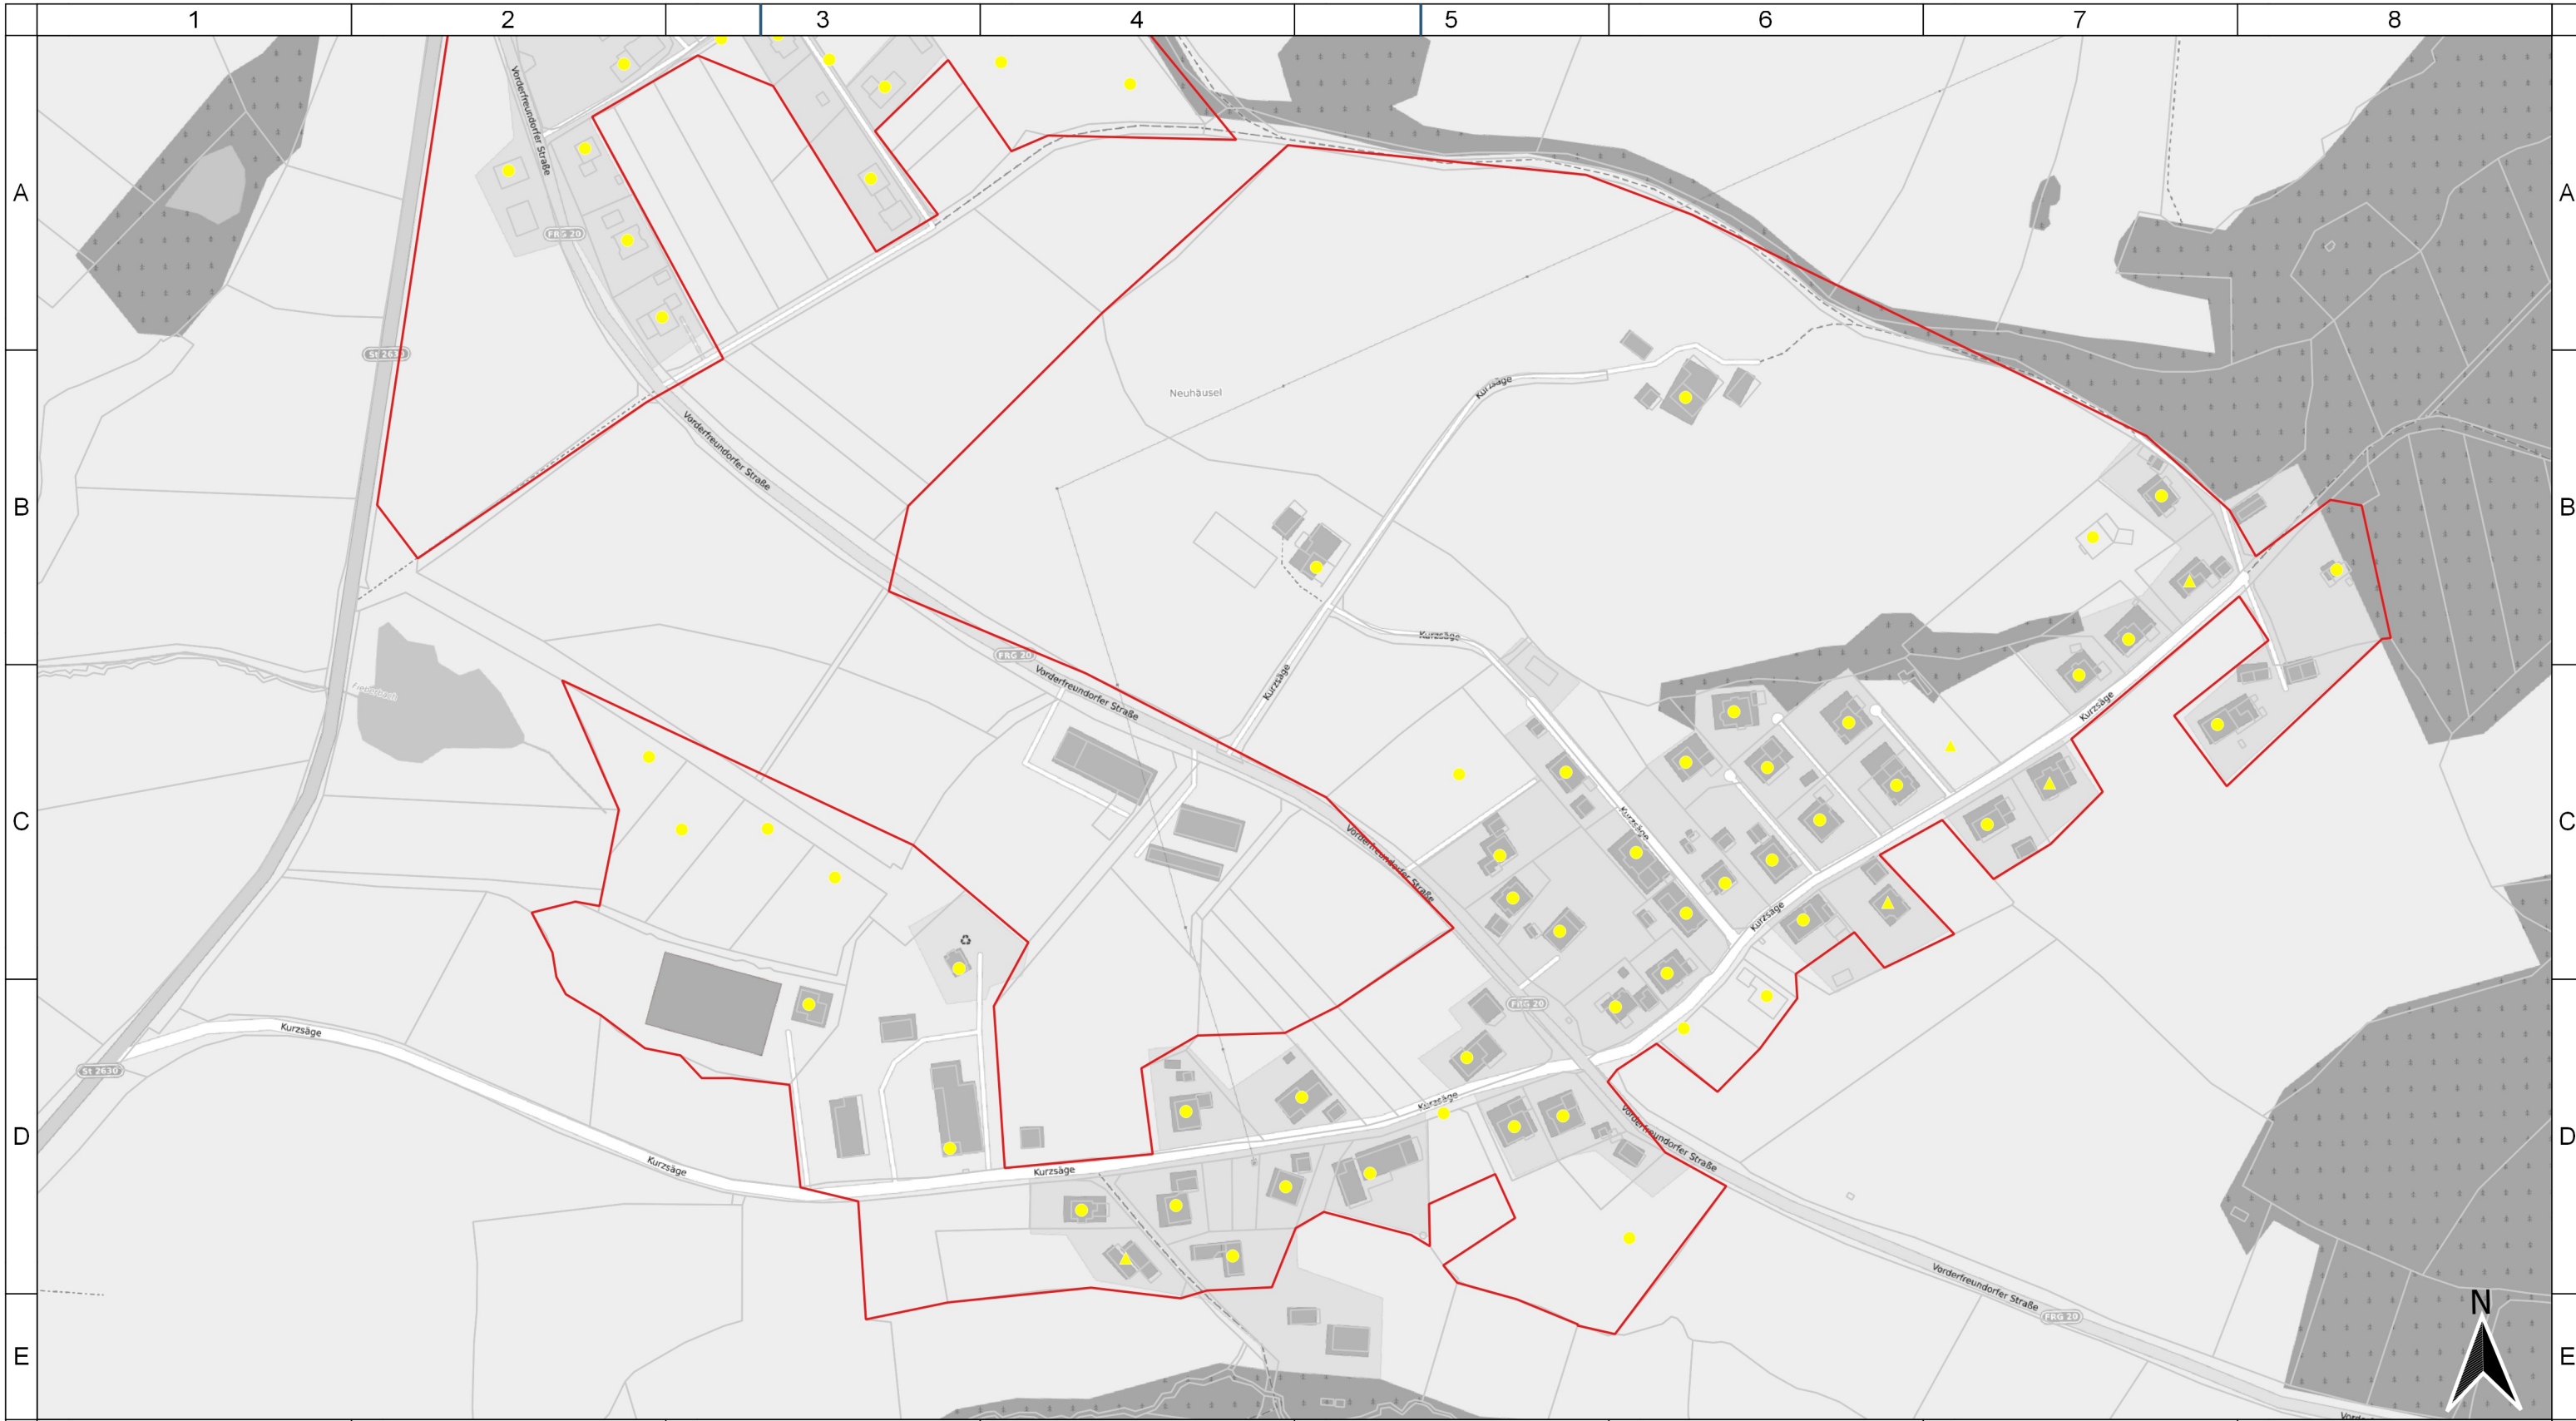 1 2 3 4 5 6 7 8
Vorderfreundorfer Straße
A A
FRG 20
St 2630
Kurzsäge
Neuhäusel
Vorderfreundorfer Straße
B B
Kurzsäge
FRG 20
Kurzsäge
Vorderfreundorfer Straße
Kurzsäge
Kurzsäge
C C
Vorderfreundorfer Straße
Kurzsäge
FRG 20
Kurzsäge
St 2630
Kurzsäge
Vorderfreundorfer Straße
D D
Kurzsäge
Kurzsäge
Vorderfreundorfer Straße
N
FRG 20
E E